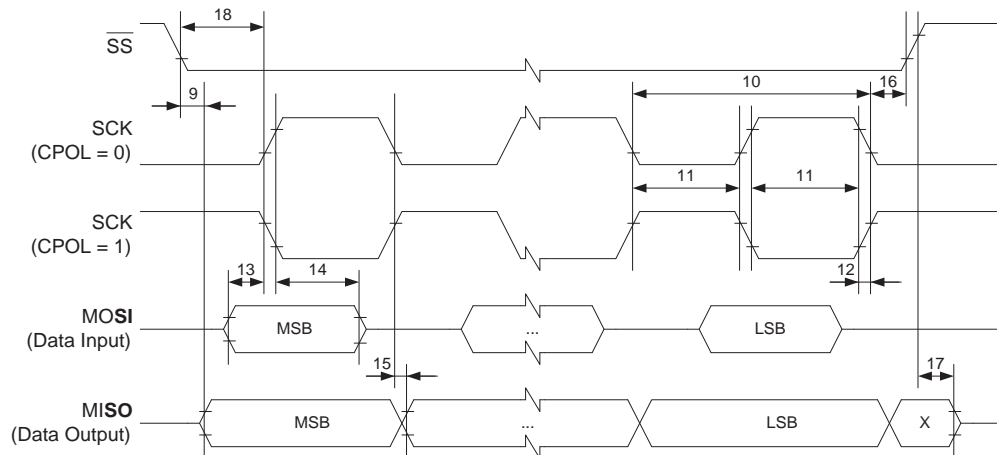 18
SS
9
10
16
SCK
(CPOL = 0)
11
11
SCK
(CPOL = 1)
13
14
12
MOSI
(Data Input)
MSB
...
LSB
15
17
MISO
(Data Output)
MSB
...
LSB
X